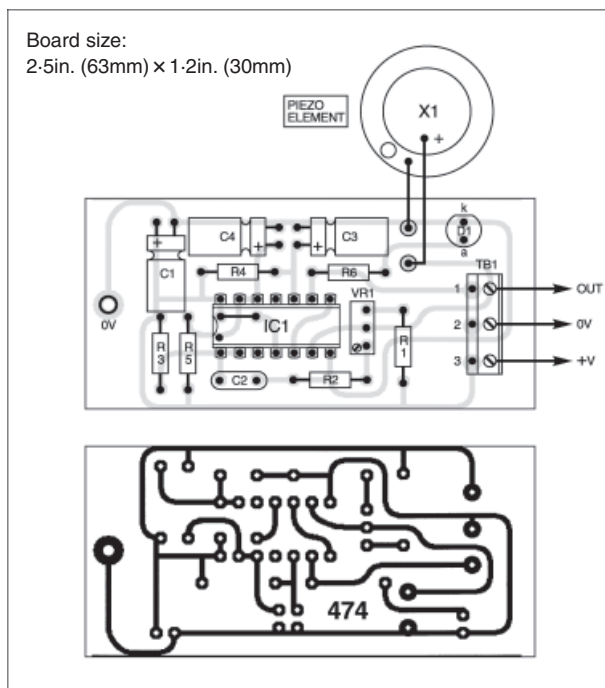 Board size:
2·5in. (63mm) × 1·2in. (30mm)
PIEZO
ELEMENT
X1
+
k
D1
a
+
C4
+
+
C3
+
C1
R4
R6
TB1
VR1
1
OUT
0V
IC1
2
0V
R
3
R
5
R
1
3
+V
C2
R2
474